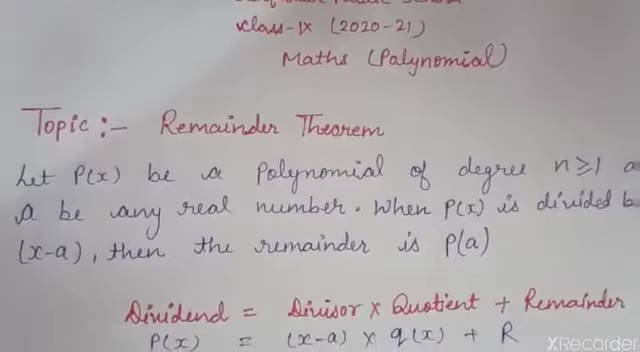 Class-IX (2020-21)
Maths (Polynomial)
Topic:- Remainder Theorem
Let P(x) be a Polynomial of degree n≥1 a
a be any real number. When P(x) is divided b
(x-a), then the remainder is P(a)
Dividend = Divisor x Quotient + Remainder
P(x) = (x-a) x q(x) + R
XRecorder